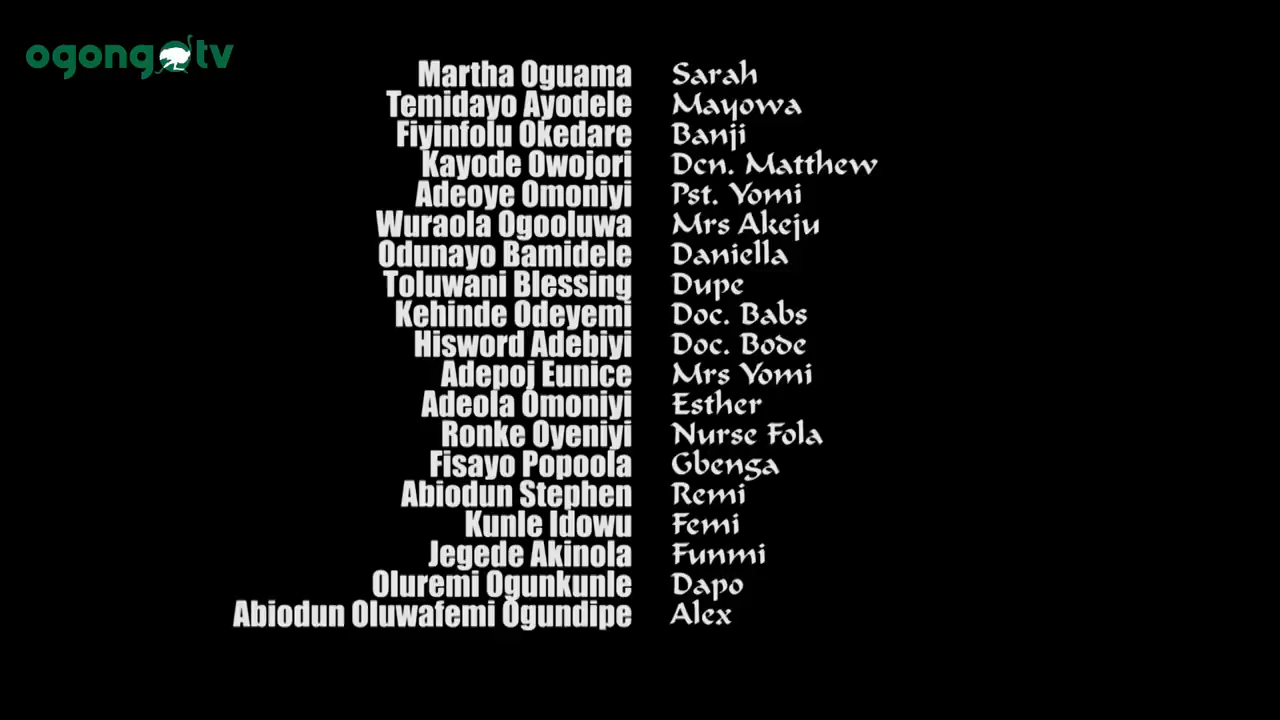 ogongotv
Martha Oguama Sarah
Temidayo Ayodele Mayowa
Fiyinfolu Okedare Banji
Kayode Owojori Dcn. Matthew
Adeoye Omoniyi Pst. Yomi
Wuraola Ogooluwa Mrs Akeju
Odunayo Bamidele Daniella
Toluwani Blessing Dupe
Kehinde Odeyemi Doc. Babs
Hisword Adebiyi Doc. Bode
Adepoj Eunice Mrs Yomi
Adeola Omoniyi Esther
Ronke Oyeniyi Nurse Fola
Fisayo Popoola Gbenga
Abiodun Stephen Remi
Kunle Idowu Femi
Jegede Akinola Funmi
Oluremi Ogunkunle Dapo
Abiodun Oluwafemi Ogundipe Alex